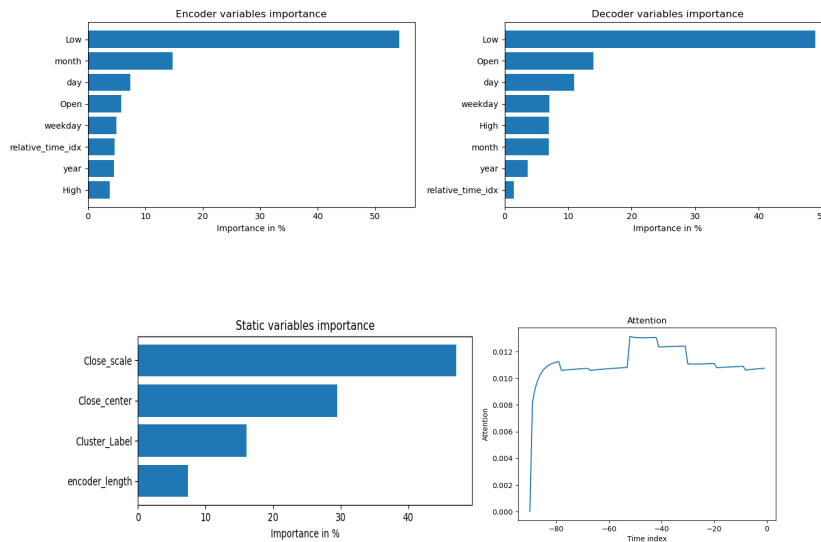 Encoder variables importance
Low
month
day
Open
weekday
relative_time_idx
year
High
0 10 20 30 40 50
Importance in %
Decoder variables importance
Low
Open
day
weekday
High
month
year
relative_time_idx
0 10 20 30 40 50
Importance in %
Static variables importance
Close_scale
Close_center
Cluster_Label
encoder_length
0 10 20 30 40
Importance in %
Attention
0.012
0.010
0.008
0.006
0.004
0.002
0.000
Attention
−80 −60 −40 −20 0
Time index